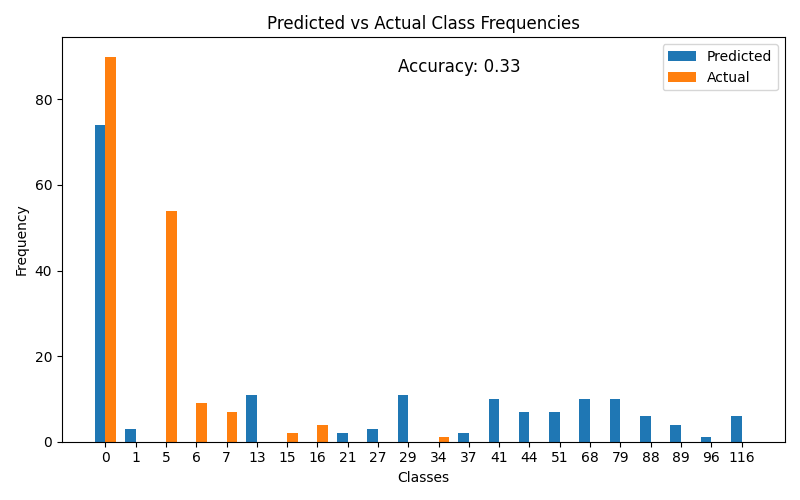 Predicted vs Actual Class Frequencies
Accuracy: 0.33
Predicted
Actual
Frequency
80
60
40
20
0
0 1 5 6 7 13 15 16 21 27 29 34 37 41 44 51 68 79 88 89 96 116
Classes